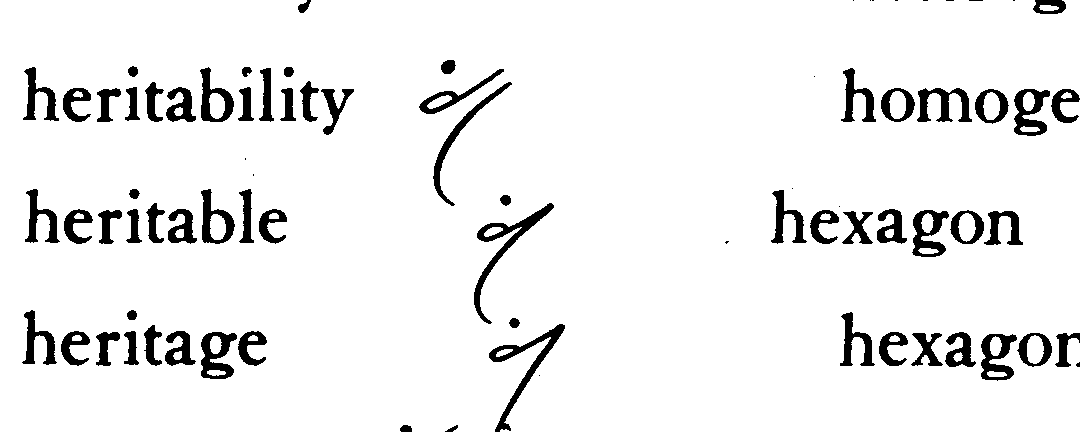 heritability
heritable
heritage
homoge
hexagon
hexagon